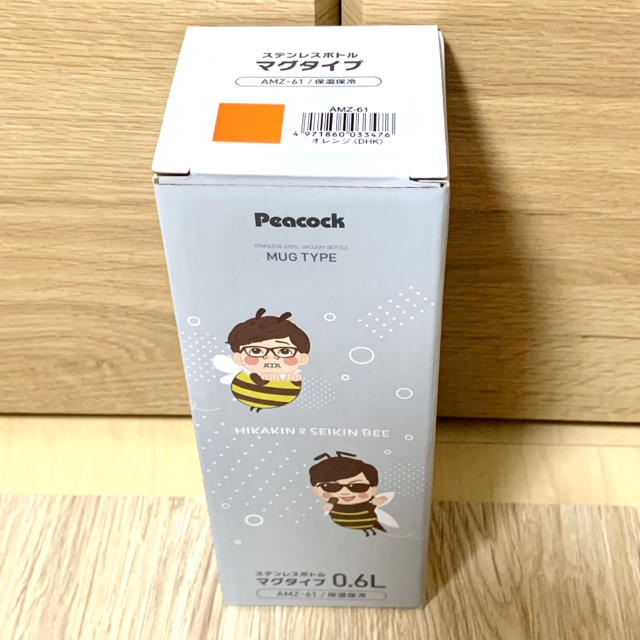 ステンレスボトル
マグタイプ
AMZ-61/保温保冷
AMZ-61
4 971860 033476
オレンジ(DHK)
Peacock
STAINLESS STEEL VACUUM BOTTLE
MUG TYPE
HIKAKIN & SEIKIN BEE
ステンレスボトル
マグタイプ 0.6L
AMZ-61/保温保冷